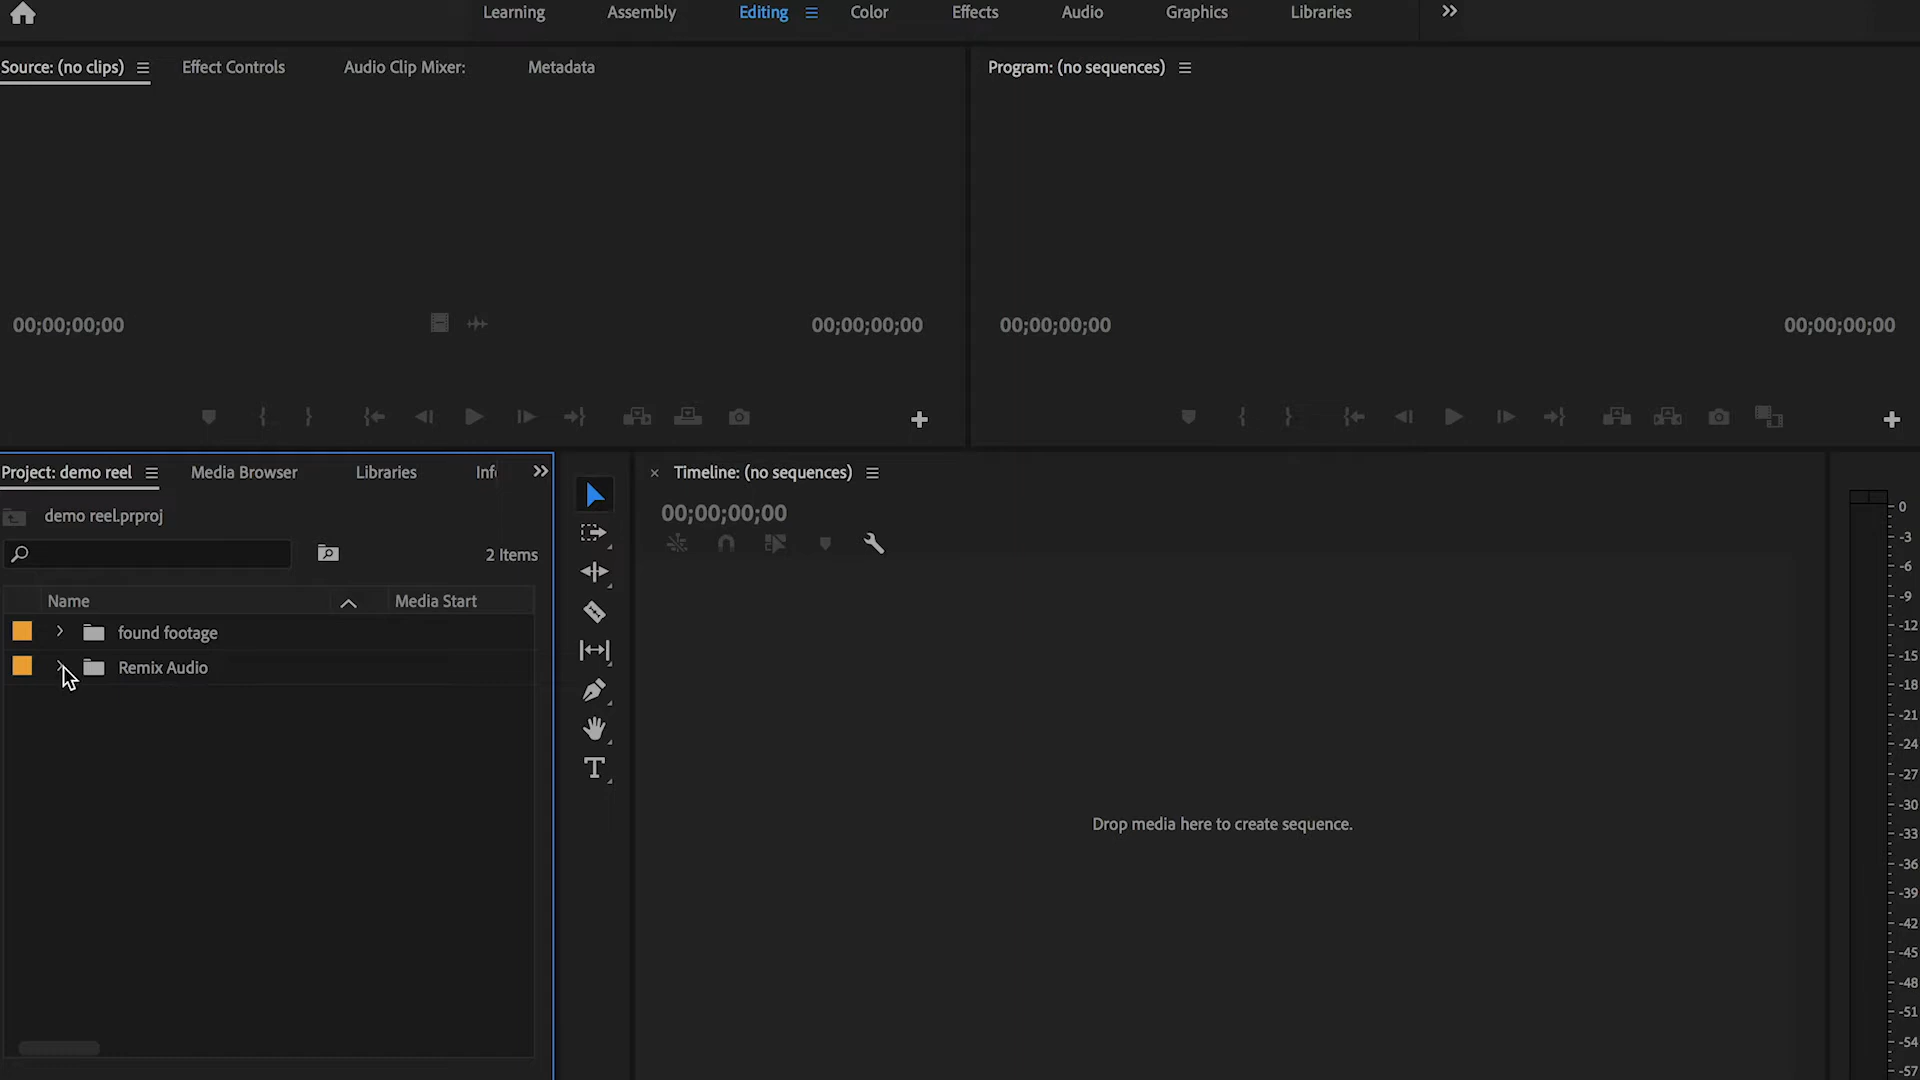 Learning Assembly Editing Color Effects Audio Graphics Libraries
Source: (no clips) Effect Controls Audio Clip Mixer: Metadata
Program: (no sequences)
00;00;00;00 00;00;00;00
00;00;00;00 00;00;00;00
Project: demo reel Media Browser Libraries Inf
demo reel.prproj
2 Items
Name Media Start
found footage
Remix Audio
Timeline: (no sequences)
00;00;00;00
Drop media here to create sequence.
0
-3
-6
-9
-12
-15
-18
-21
-24
-27
-30
-33
-36
-39
-42
-45
-48
-51
-54
-57